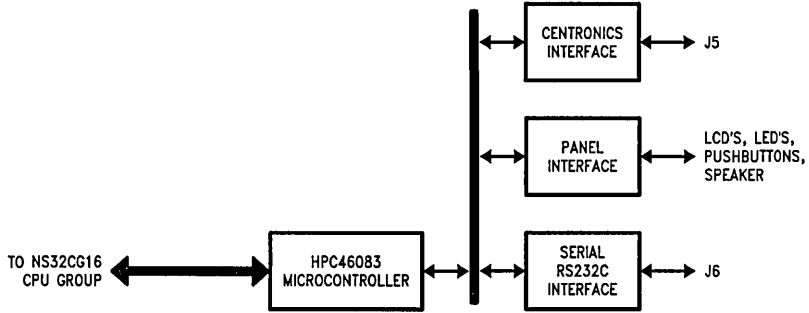 CENTRONICS
INTERFACE
J5
PANEL
INTERFACE
LCD'S, LED'S,
PUSHBUTTONS,
SPEAKER
TO NS32CG16
CPU GROUP
HPC46083
MICROCONTROLLER
SERIAL
RS232C
INTERFACE
J6